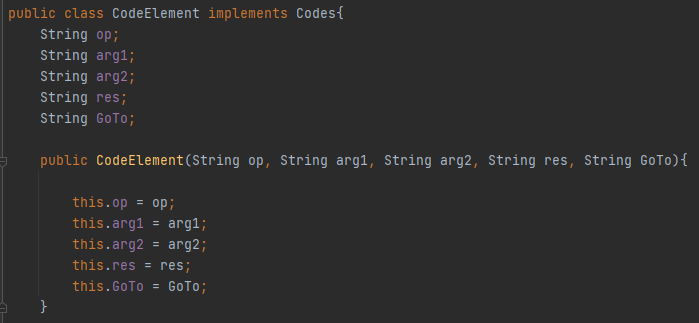 public class CodeElement implements Codes{
    String op;
    String arg1;
    String arg2;
    String res;
    String GoTo;
    public CodeElement(String op, String arg1, String arg2, String res, String GoTo){
        this.op = op;
        this.arg1 = arg1;
        this.arg2 = arg2;
        this.res = res;
        this.GoTo = GoTo;
    }